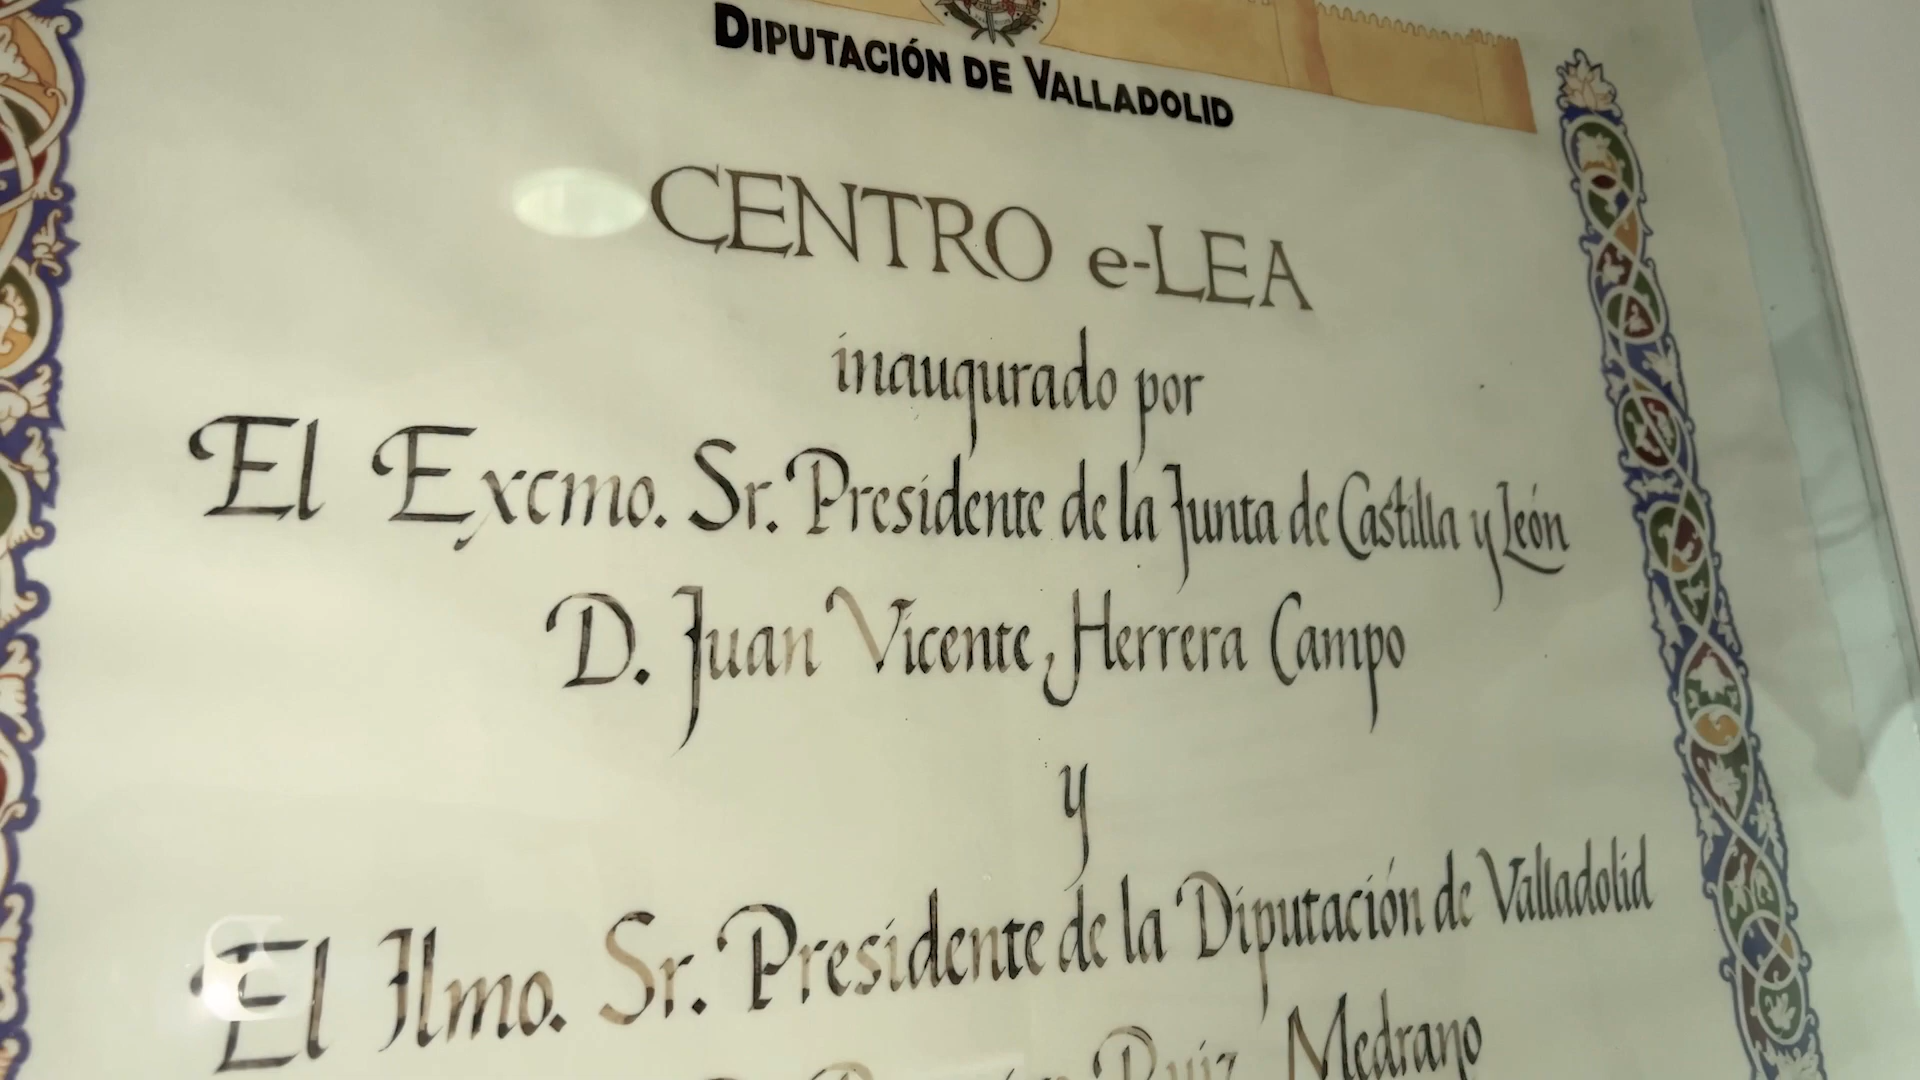 DIPUTACIÓN DE VALLADOLID
CENTRO e-LEA
inaugurado por
El Excmo. Sr. Presidente de la Junta de Castilla y León
D. Juan Vicente Herrera Campo
y
El Ilmo. Sr. Presidente de la Diputación de Valladolid
Ruiz Medrano